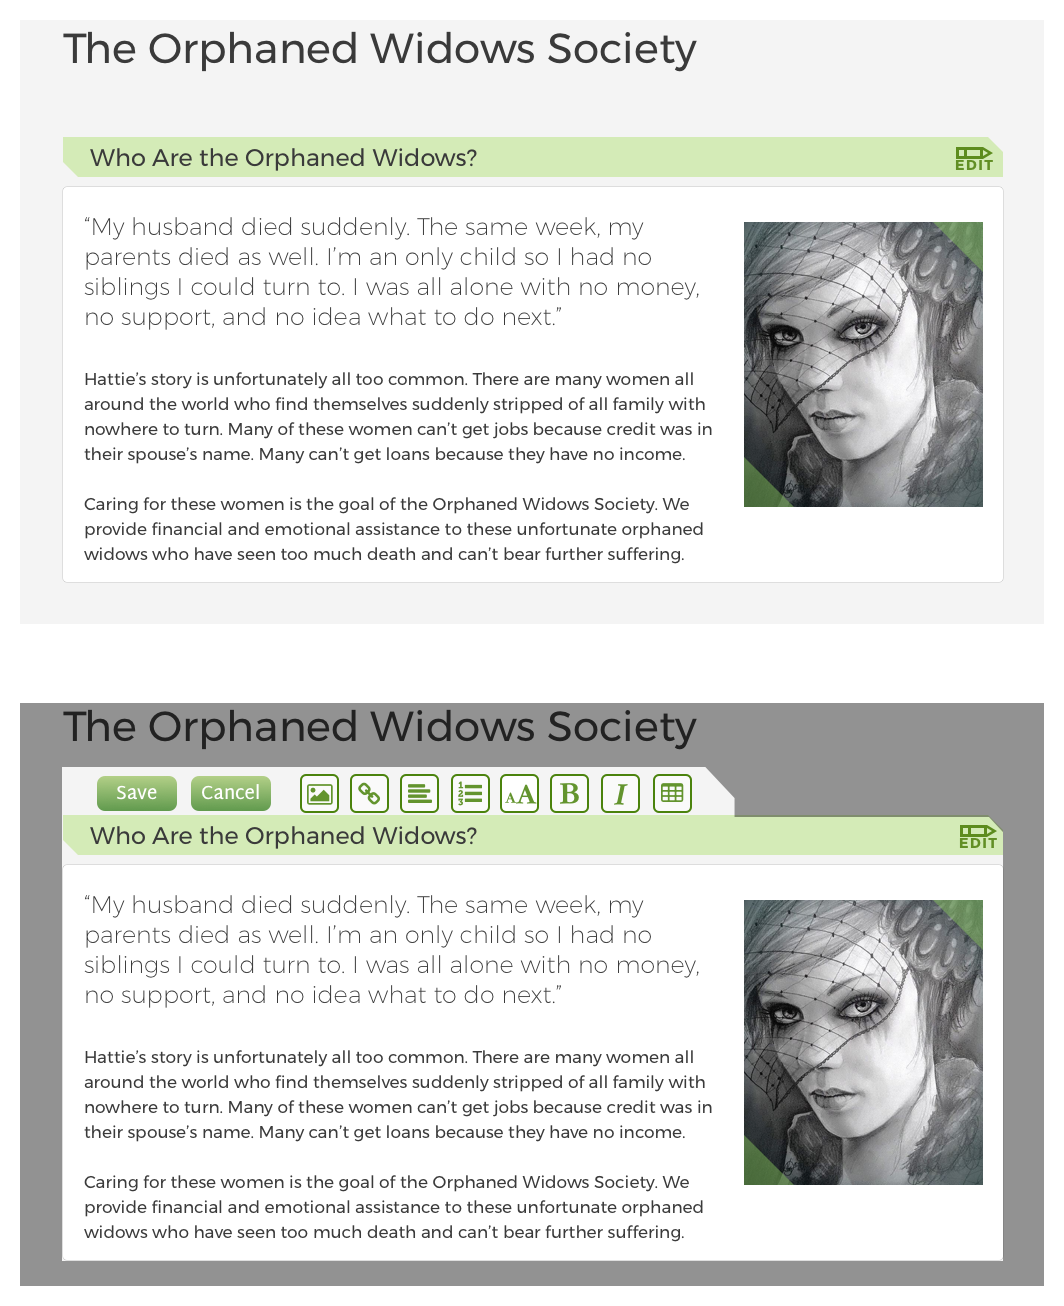 The Orphaned Widows Society
Who Are the Orphaned Widows?
EDIT
“My husband died suddenly. The same week, my
parents died as well. I’m an only child so I had no
siblings I could turn to. I was all alone with no money,
no support, and no idea what to do next.”
Hattie’s story is unfortunately all too common. There are many women all
around the world who find themselves suddenly stripped of all family with
nowhere to turn. Many of these women can’t get jobs because credit was in
their spouse’s name. Many can’t get loans because they have no income.
Caring for these women is the goal of the Orphaned Widows Society. We
provide financial and emotional assistance to these unfortunate orphaned
widows who have seen too much death and can’t bear further suffering.
The Orphaned Widows Society
Save Cancel 1 2 3 AA B I
Who Are the Orphaned Widows?
EDIT
“My husband died suddenly. The same week, my
parents died as well. I’m an only child so I had no
siblings I could turn to. I was all alone with no money,
no support, and no idea what to do next.”
Hattie’s story is unfortunately all too common. There are many women all
around the world who find themselves suddenly stripped of all family with
nowhere to turn. Many of these women can’t get jobs because credit was in
their spouse’s name. Many can’t get loans because they have no income.
Caring for these women is the goal of the Orphaned Widows Society. We
provide financial and emotional assistance to these unfortunate orphaned
widows who have seen too much death and can’t bear further suffering.